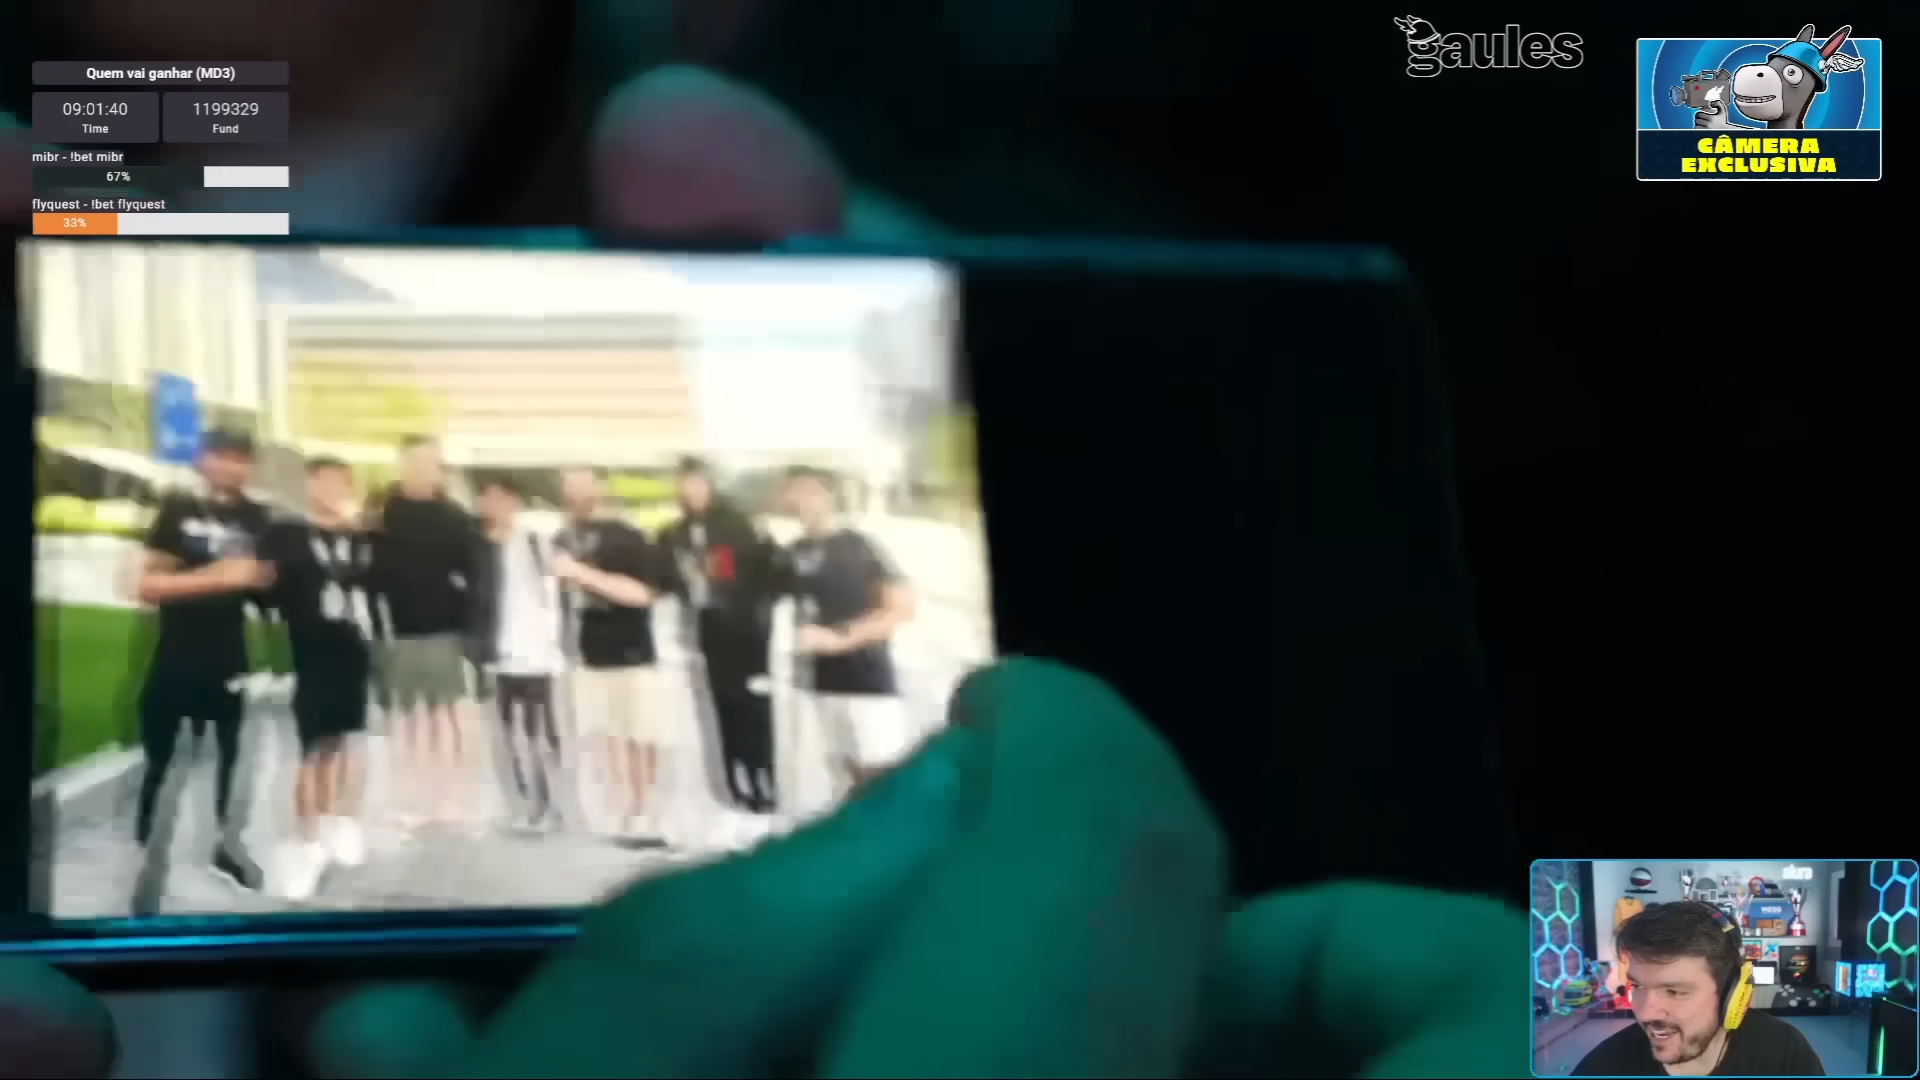 gaules
Quem vai ganhar (MD3)
09:01:40
Time
1199329
Fund
mibr - !bet mibr
67%
flyquest - !bet flyquest
33%
CÂMERA
EXCLUSIVA
alura